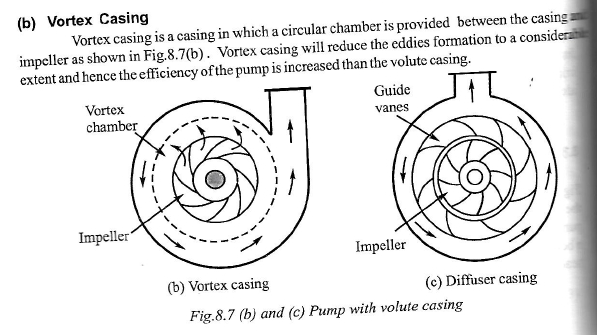 (b) Vortex Casing
Vortex casing is a casing in which a circular chamber is provided between the casing
impeller as shown in Fig.8.7(b). Vortex casing will reduce the eddies formation to a
extent and hence the efficiency of the pump is increased than the volute casing.
Vortex
chamber
Impeller
Guide
vanes
Impeller
(b) Vortex casing
(c) Diffuser casing
Fig.8.7 (b) and (c) Pump with volute casing